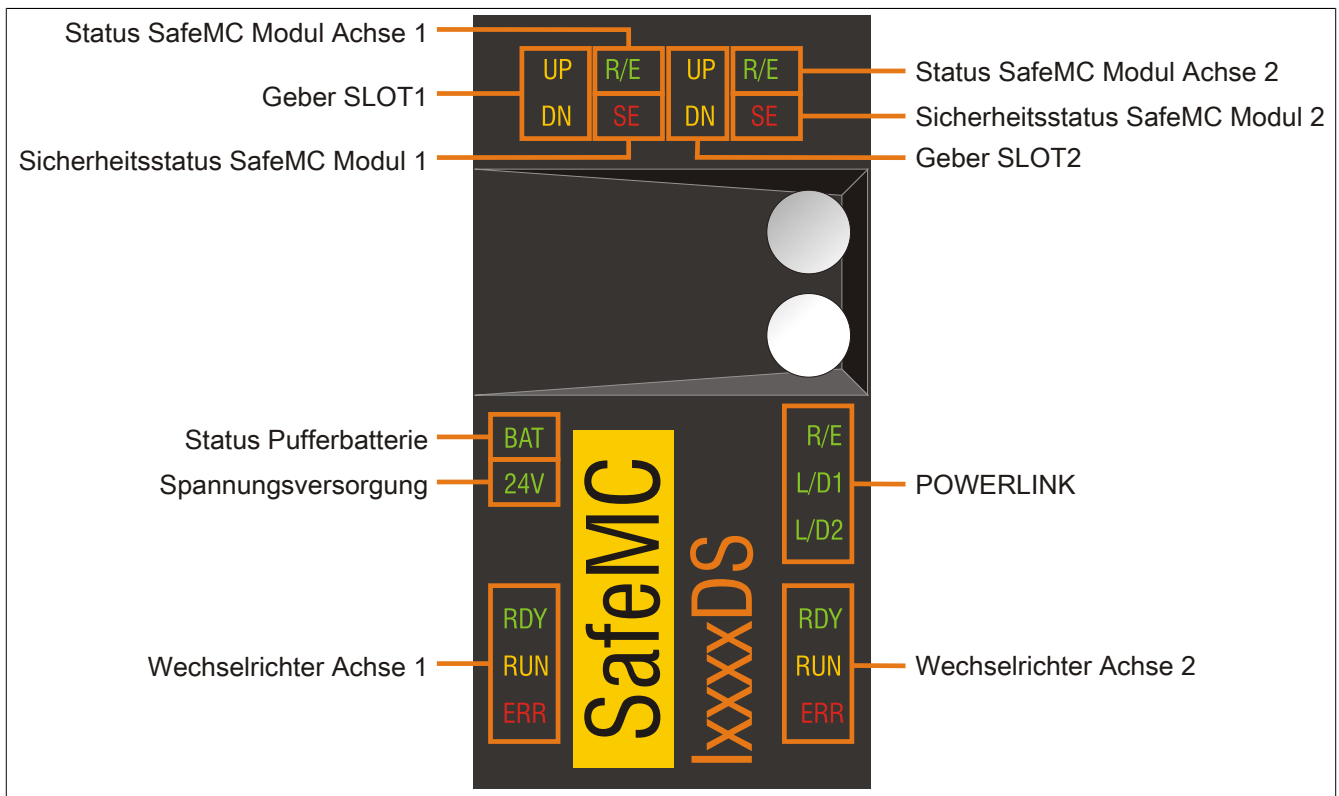 Status SafeMC Modul Achse 1
Geber SLOT1
Sicherheitsstatus SafeMC Modul 1
UP R/E UP R/E
DN SE DN SE
Status SafeMC Modul Achse 2
Sicherheitsstatus SafeMC Modul 2
Geber SLOT2
Status Pufferbatterie
Spannungsversorgung
BAT
24V
R/E
L/D1
L/D2
POWERLINK
SafeMC
IxxxxDS
Wechselrichter Achse 1
RDY
RUN
ERR
RDY
RUN
ERR
Wechselrichter Achse 2